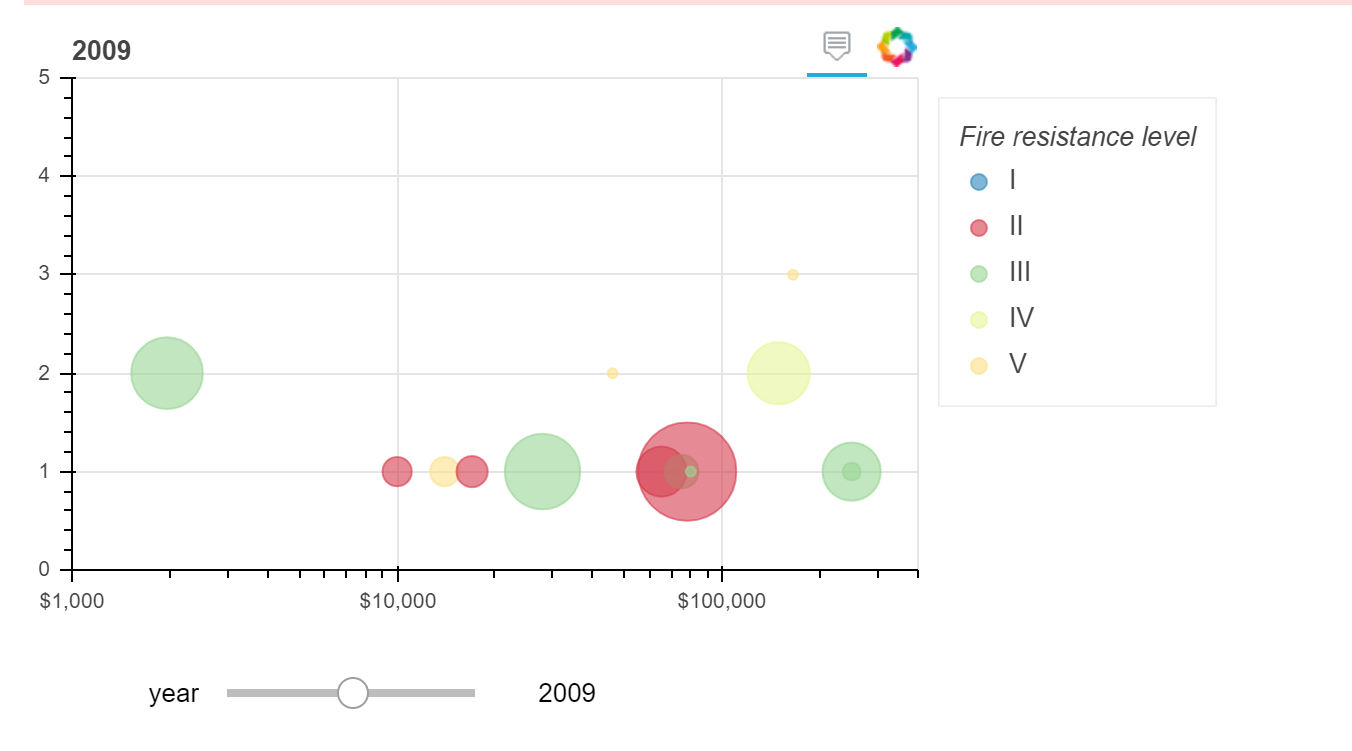 2009
5
4
3
2
1
0
$1,000 $10,000 $100,000
Fire resistance level
I
II
III
IV
V
year 2009